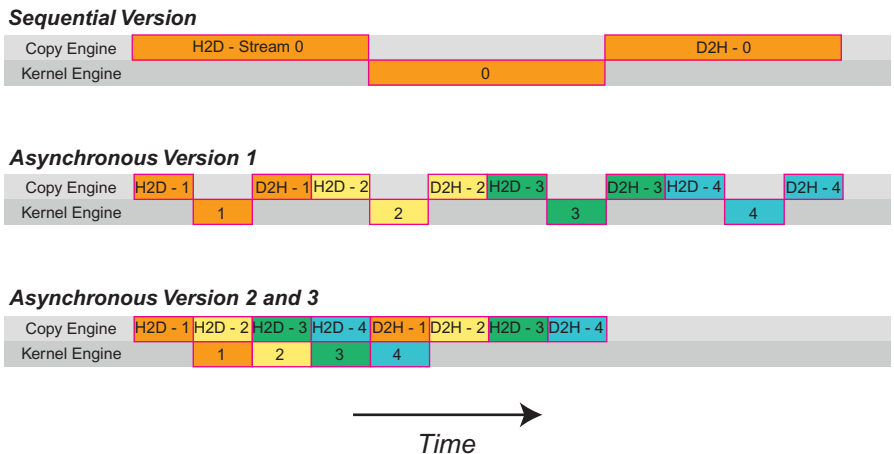 Sequential Version
Copy Engine H2D - Stream 0 D2H - 0
Kernel Engine 0
Asynchronous Version 1
Copy Engine H2D - 1 D2H - 1 H2D - 2 D2H - 2 H2D - 3 D2H - 3 H2D - 4 D2H - 4
Kernel Engine 1 2 3 4
Asynchronous Version 2 and 3
Copy Engine H2D - 1 H2D - 2 H2D - 3 H2D - 4 D2H - 1 D2H - 2 H2D - 3 D2H - 4
Kernel Engine 1 2 3 4
Time